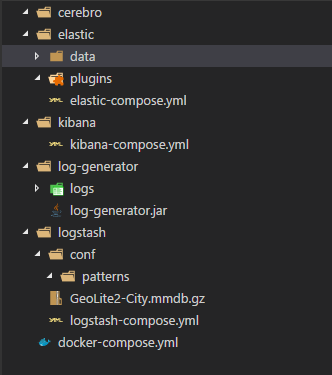 cerebro
elastic
data
plugins
elastic-compose.yml
kibana
kibana-compose.yml
log-generator
logs
log-generator.jar
logstash
conf
patterns
GeoLite2-City.mmdb.gz
logstash-compose.yml
docker-compose.yml